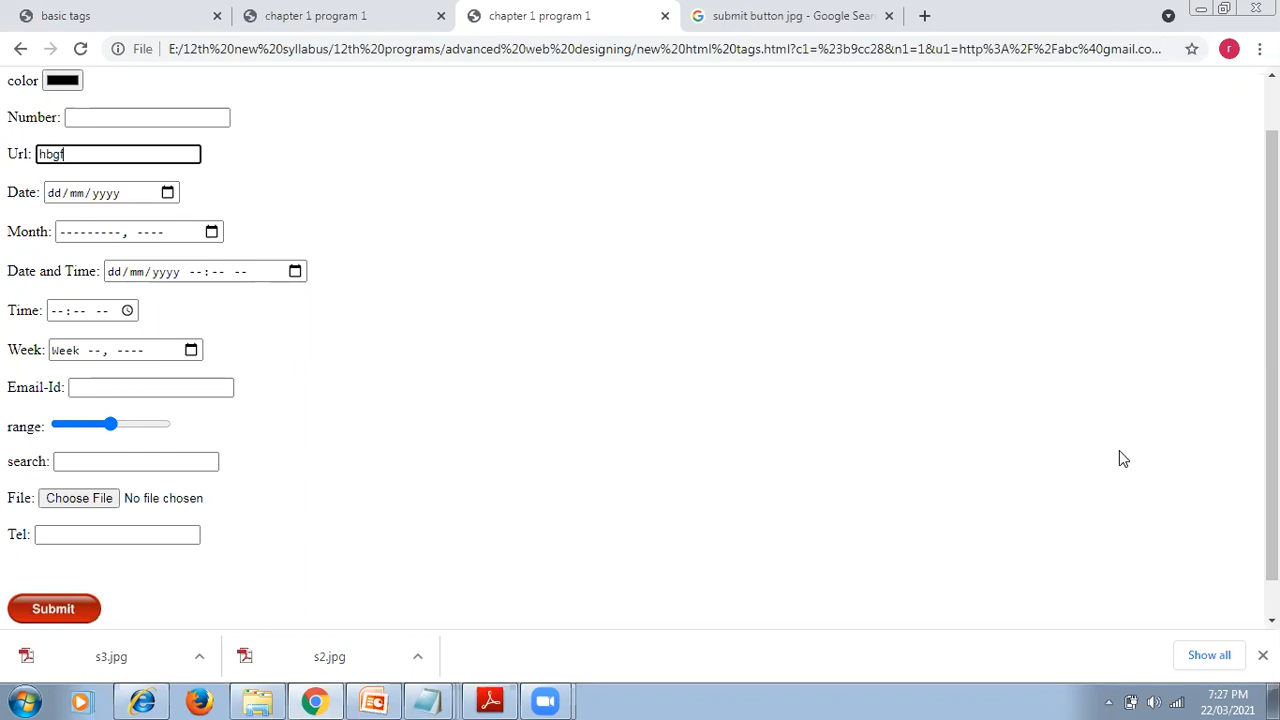 basic tags
chapter 1 program 1
chapter 1 program 1
submit button jpg - Google Sear
File E:/12th%20new%20syllabus/12th%20programs/advanced%20web%20designing/new%20html%20tags.html?c1=%23b9cc28&n1=1&u1=http%3A%2F%2Fabc%40gmail.co...
r
color
Number:
Url: hbgf
Date: dd/mm/yyyy
Month: ---------, ----
Date and Time: dd/mm/yyyy --:-- --
Time: --:-- --
Week: Week --, ----
Email-Id:
range:
search:
File: Choose File No file chosen
Tel:
Submit
s3.jpg
s2.jpg
Show all
7:27 PM
22/03/2021